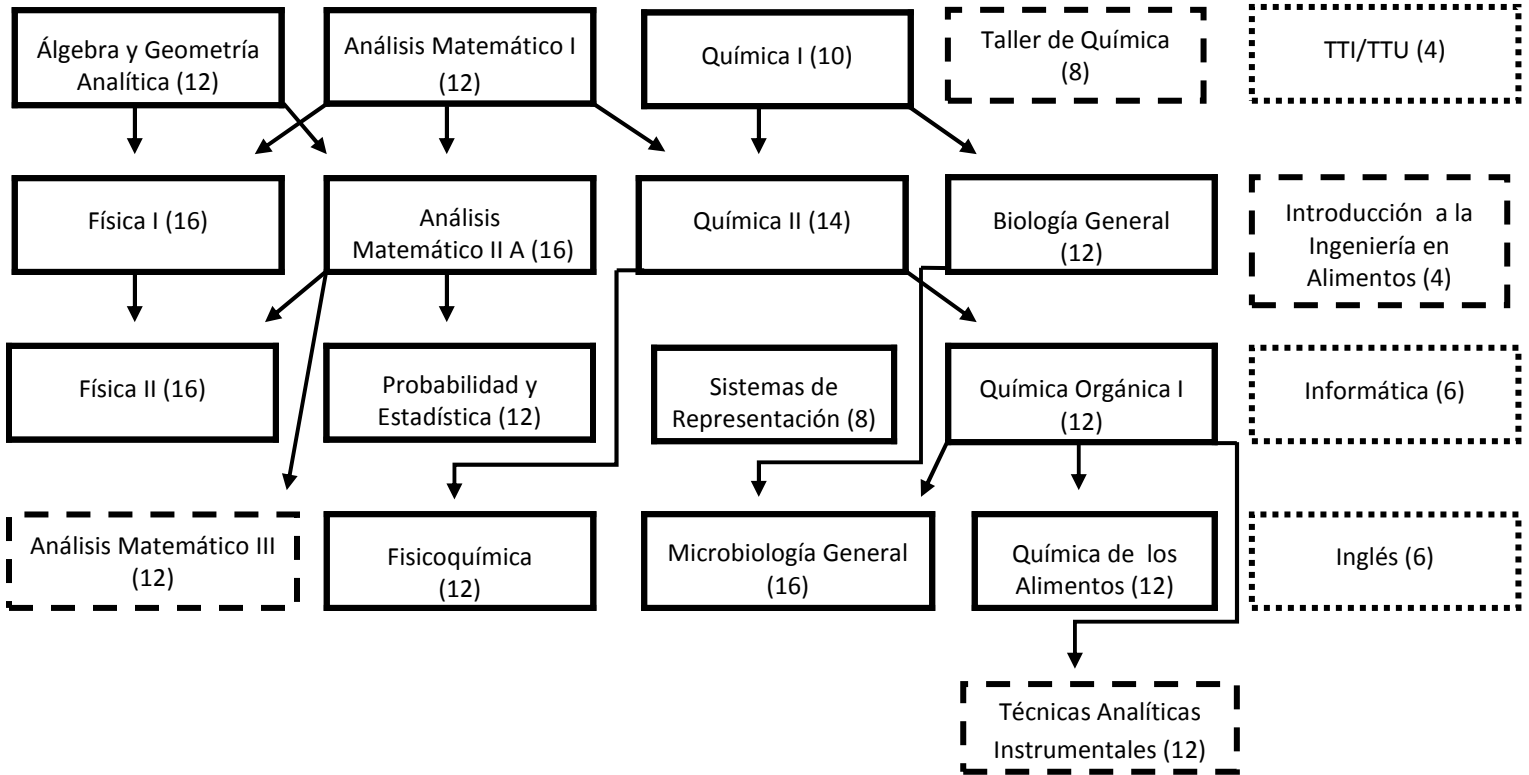 Álgebra y Geometría
Analítica (12)
Análisis Matemático I
(12)
Química I (10)
Taller de Química
(8)
TTI/TTU (4)
Física I (16)
Análisis
Matemático II A (16)
Química II (14)
Biología General
(12)
Introducción a la
Ingeniería en
Alimentos (4)
Física II (16)
Probabilidad y
Estadística (12)
Sistemas de
Representación (8)
Química Orgánica I
(12)
Informática (6)
Análisis Matemático III
(12)
Fisicoquímica
(12)
Microbiología General
(16)
Química de los
Alimentos (12)
Inglés (6)
Técnicas Analíticas
Instrumentales (12)